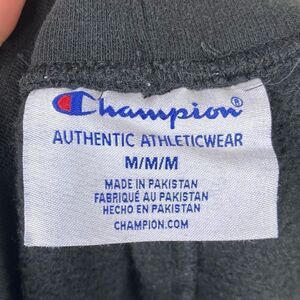 Champion®
AUTHENTIC ATHLETICWEAR
M/M/M
MADE IN PAKISTAN
FABRIQUÉ AU PAKISTAN
HECHO EN PAKISTAN
CHAMPION.COM